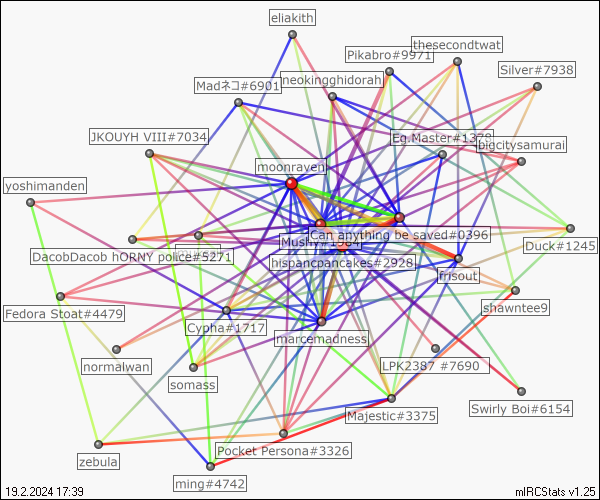 eliakith
thesecondtwat
Pikabro#9971
Silver#7938
neokingghidorah
Madネコ#6901
JKOUYH VIII#7034
Eg.Master#1378
bigcitysamurai
moonraven
yoshimanden
Can anything be saved#0396
Mushy#1984
Duck#1245
DacobDacob hORNY police#5271
hispancpancakes#2928
frisout
Fedora Stoat#4479
shawntee9
Cypha#1717
marcemadness
normalwan
LPK2387 #7690
somass
Swirly Boi#6154
Majestic#3375
Pocket Persona#3326
zebula
ming#4742
19.2.2024 17:39
mIRCStats v1.25